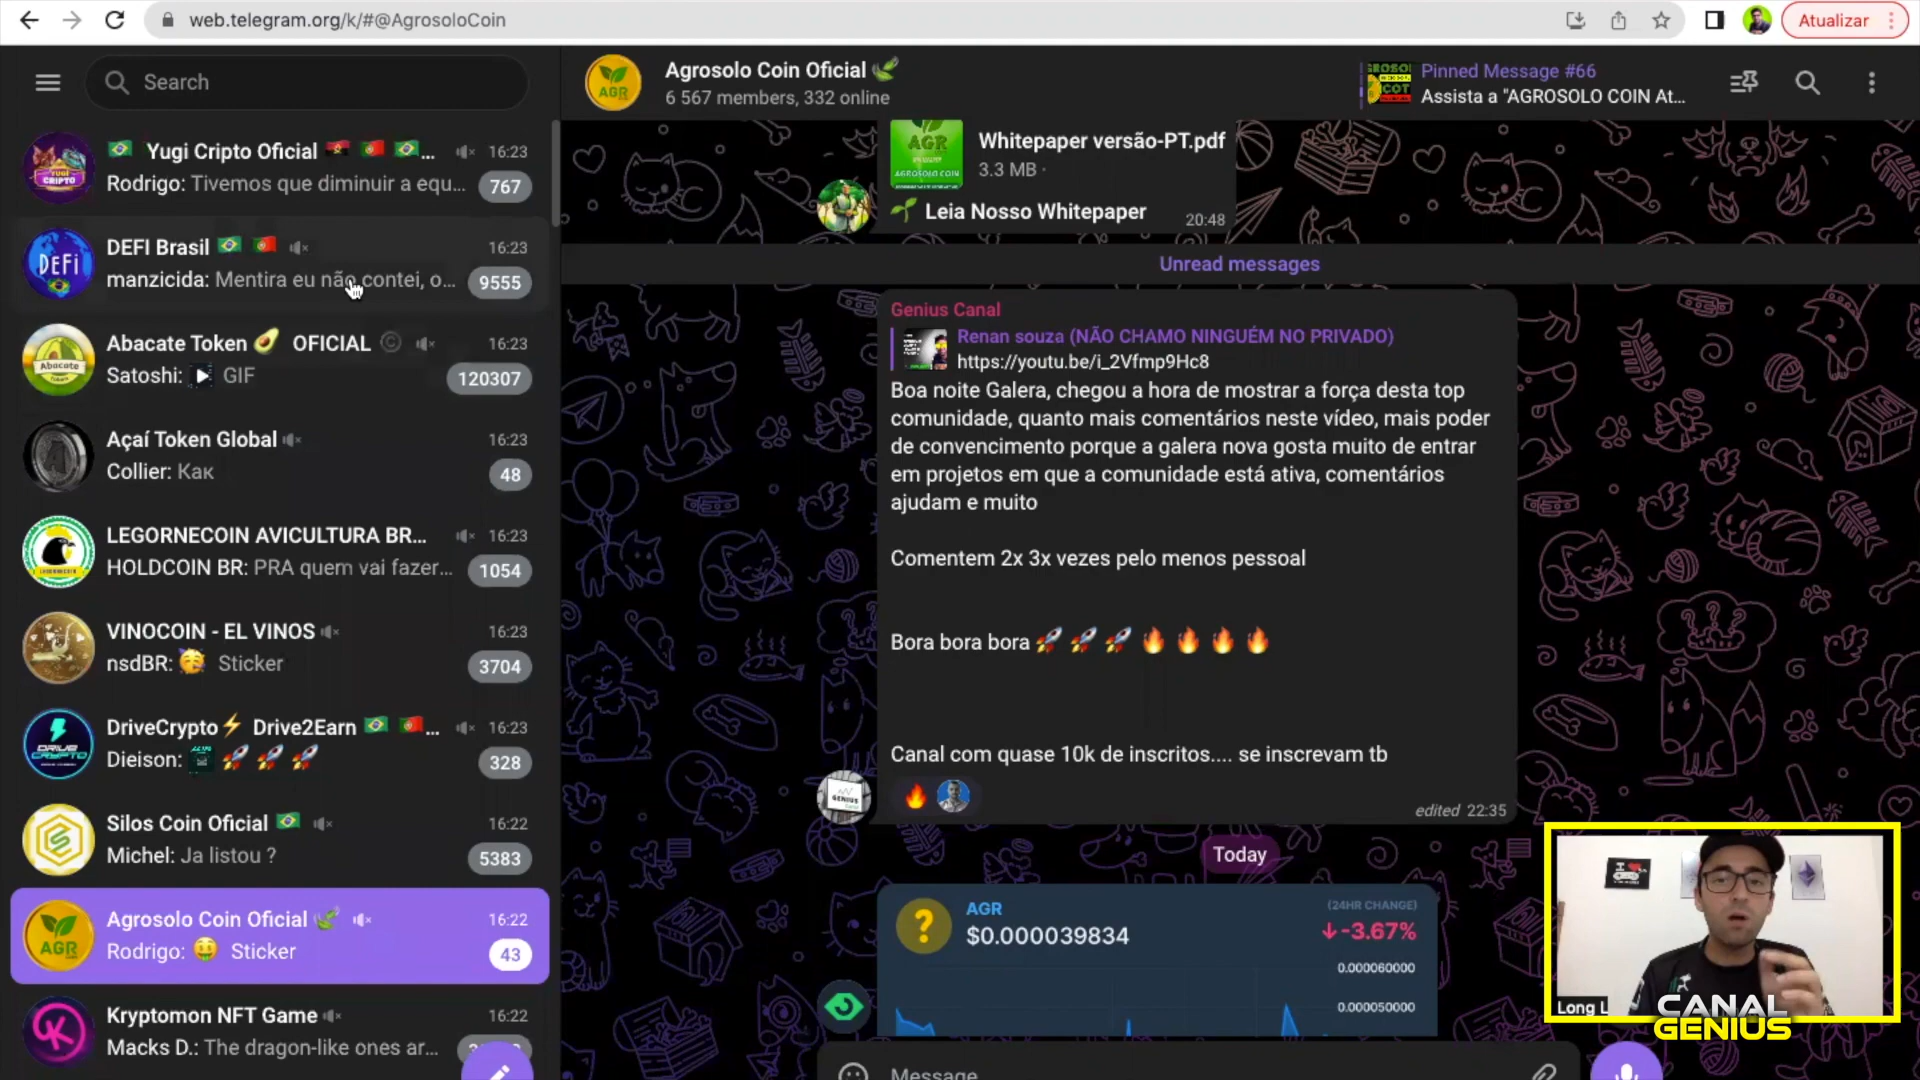 web.telegram.org/k/#@AgrosoloCoin
Atualizar
Search
Yugi Cripto Oficial 🇧🇷 🇦🇴 🇵🇹 🇧🇷...
16:23
Rodrigo: Tivemos que diminuir a equ...
767
DEFI Brasil
16:23
manzicida: Mentira eu não contei, o...
9555
Abacate Token 🥑 OFICIAL ©
16:23
Satoshi: GIF
120307
Açaí Token Global
16:23
Collier: Как
48
LEGORNECOIN AVICULTURA BR...
16:23
HOLDCOIN BR: PRA quem vai fazer...
1054
VINOCOIN - EL VINOS
16:23
nsdBR: 🥳 Sticker
3704
DriveCrypto⚡ Drive2Earn 🇧🇷 🇵🇹...
16:23
Dieison: 🚀 🚀 🚀
328
Silos Coin Oficial
16:22
Michel: Ja listou ?
5383
Agrosolo Coin Oficial
16:22
Rodrigo: 🤑 Sticker
43
Kryptomon NFT Game
16:22
Macks D.: The dragon-like ones ar...
YUGI
CRIPTO
DEFi
Abacate
AGR
AGR
Agrosolo Coin Oficial
6 567 members, 332 online
Pinned Message #66
Assista a "AGROSOLO COIN At...
AGR
AGROSOLO COIN
Whitepaper versão-PT.pdf
3.3 MB ·
🌱 Leia Nosso Whitepaper
20:48
Unread messages
Genius Canal
Renan souza (NÃO CHAMO NINGUÉM NO PRIVADO)
https://youtu.be/i_2Vfmp9Hc8
Boa noite Galera, chegou a hora de mostrar a força desta top
comunidade, quanto mais comentários neste vídeo, mais poder
de convencimento porque a galera nova gosta muito de entrar
em projetos em que a comunidade está ativa, comentários
ajudam e muito
Comentem 2x 3x vezes pelo menos pessoal
Bora bora bora 🚀 🚀 🚀 🔥 🔥 🔥 🔥
Canal com quase 10k de inscritos.... se inscrevam tb
GENIUS
edited 22:35
Today
AGR
$0.000039834
(24HR CHANGE)
↓-3.67%
0.000060000
0.000050000
Message
Long L
CANAL
GENIUS